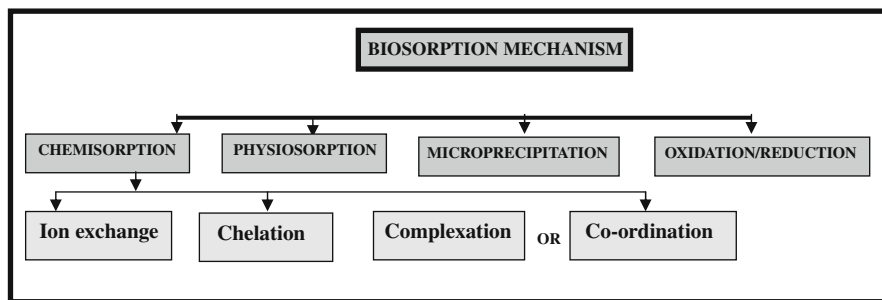 BIOSORPTION MECHANISM
CHEMISORPTION
PHYSIOSORPTION
MICROPRECIPITATION
OXIDATION/REDUCTION
Ion exchange
Chelation
Complexation
OR
Co-ordination